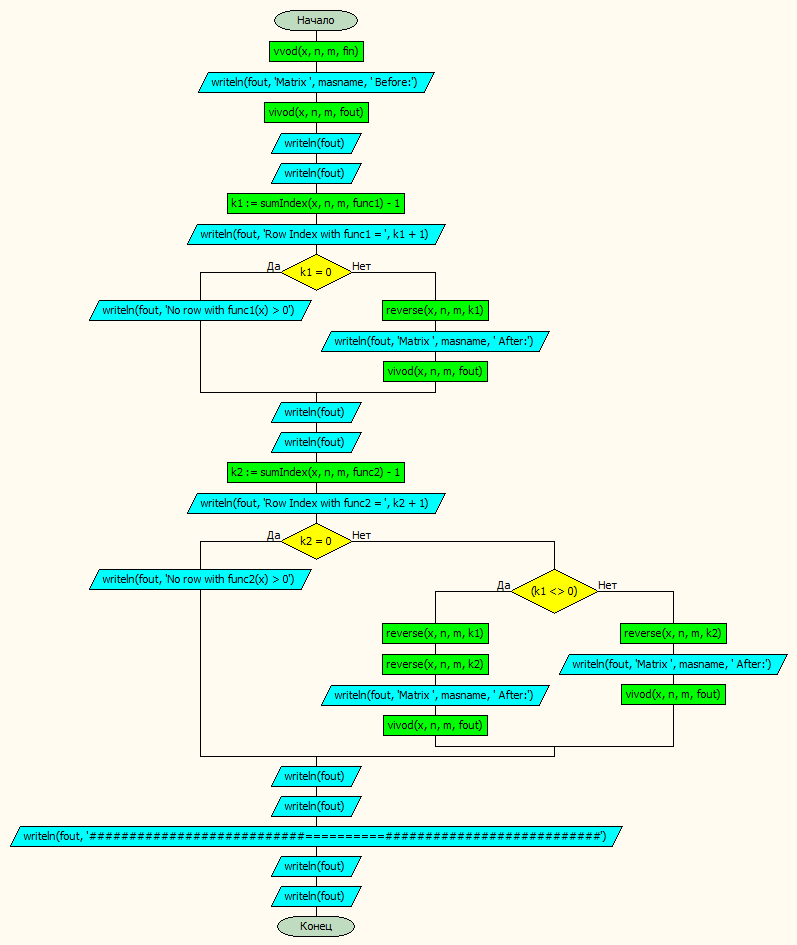 Начало
vvod(x, n, m, fin)
writeln(fout, 'Matrix ', masname, ' Before:')
vivod(x, n, m, fout)
writeln(fout)
writeln(fout)
k1 := sumIndex(x, n, m, func1) - 1
writeln(fout, 'Row Index with func1 = ', k1 + 1)
Да
k1 = 0
Нет
writeln(fout, 'No row with func1(x) > 0')
reverse(x, n, m, k1)
writeln(fout, 'Matrix ', masname, ' After:')
vivod(x, n, m, fout)
writeln(fout)
writeln(fout)
k2 := sumIndex(x, n, m, func2) - 1
writeln(fout, 'Row Index with func2 = ', k2 + 1)
Да
k2 = 0
Нет
writeln(fout, 'No row with func2(x) > 0')
Да
(k1 <> 0)
Нет
reverse(x, n, m, k1)
reverse(x, n, m, k2)
writeln(fout, 'Matrix ', masname, ' After:')
vivod(x, n, m, fout)
reverse(x, n, m, k2)
writeln(fout, 'Matrix ', masname, ' After:')
vivod(x, n, m, fout)
writeln(fout)
writeln(fout)
writeln(fout, '###########################==========###########################')
writeln(fout)
writeln(fout)
Конец